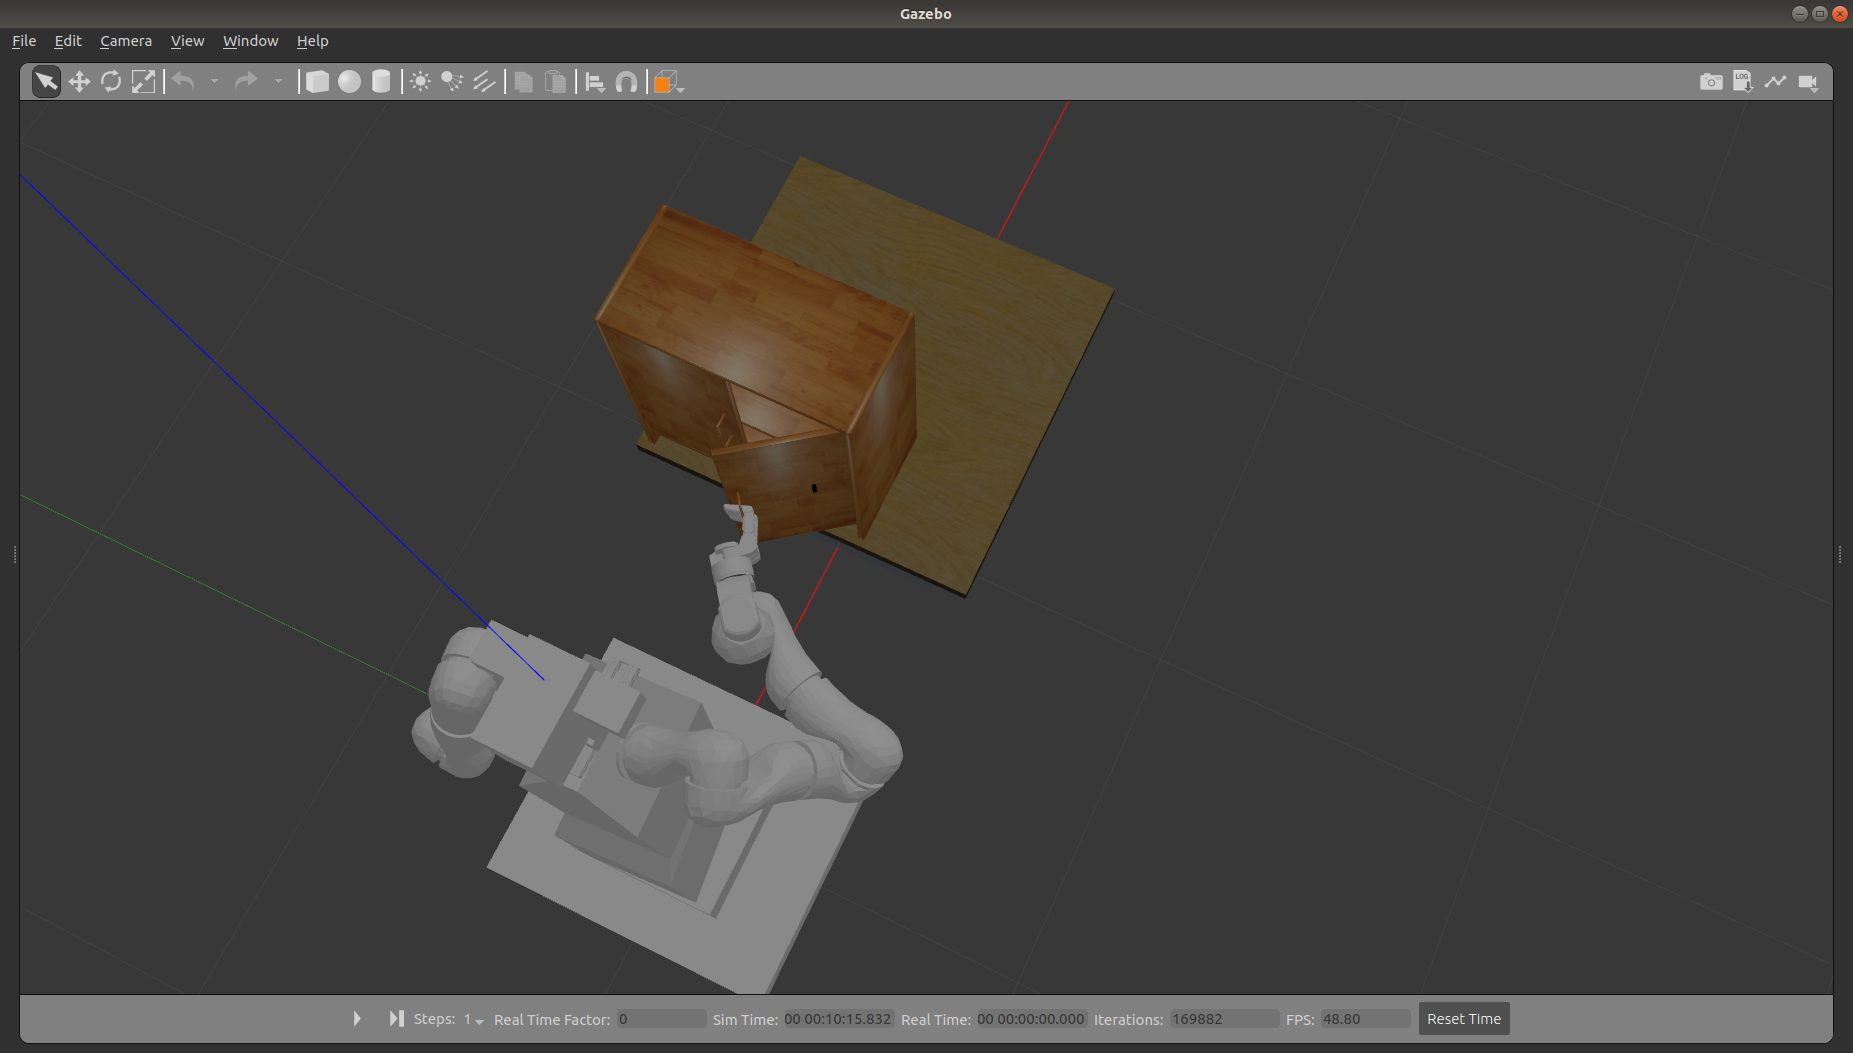 Gazebo
File Edit Camera View Window Help
LOG
Steps: 1 Real Time Factor: 0 Sim Time: 00 00:10:15.832 Real Time: 00 00:00:00.000 Iterations: 169882 FPS: 48.80 Reset Time